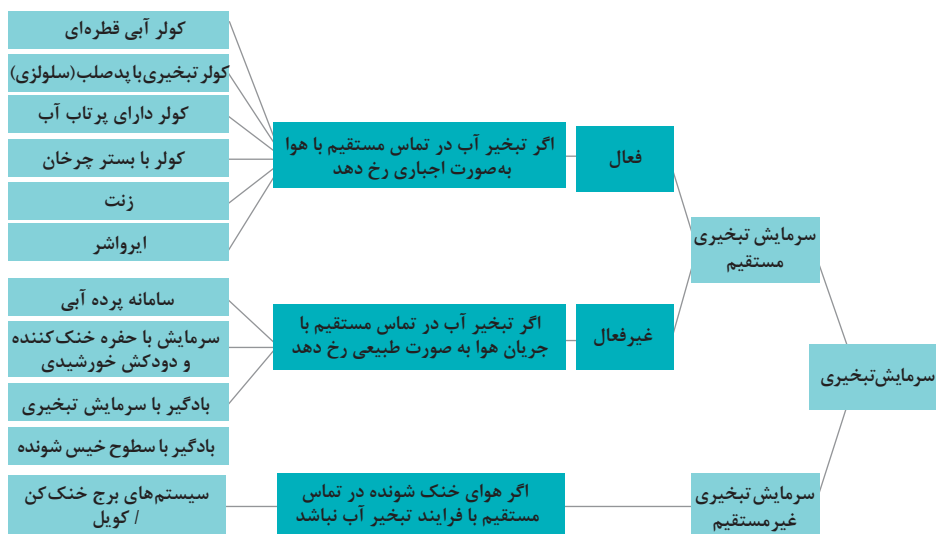 سرمایش‌تبخیری
سرمایش تبخیری
مستقیم
فعال
اگر تبخیر آب در تماس مستقیم با هوا
به‌صورت اجباری رخ دهد
کولر آبی قطره‌ای
کولر تبخیری با پد صلب (سلولزی)
کولر دارای پرتاب آب
کولر با بستر چرخان
زنت
ایرواشر
غیرفعال
اگر تبخیر آب در تماس مستقیم با
جریان هوا به صورت طبیعی رخ دهد
سامانه پرده آبی
سرمایش با حفره خنک‌کننده
و دودکش خورشیدی
بادگیر با سرمایش تبخیری
بادگیر با سطوح خیس شونده
سرمایش تبخیری
غیرمستقیم
اگر هوای خنک شونده در تماس
مستقیم با فرایند تبخیر آب نباشد
سیستم‌های برج خنک‌کن
/ کویل